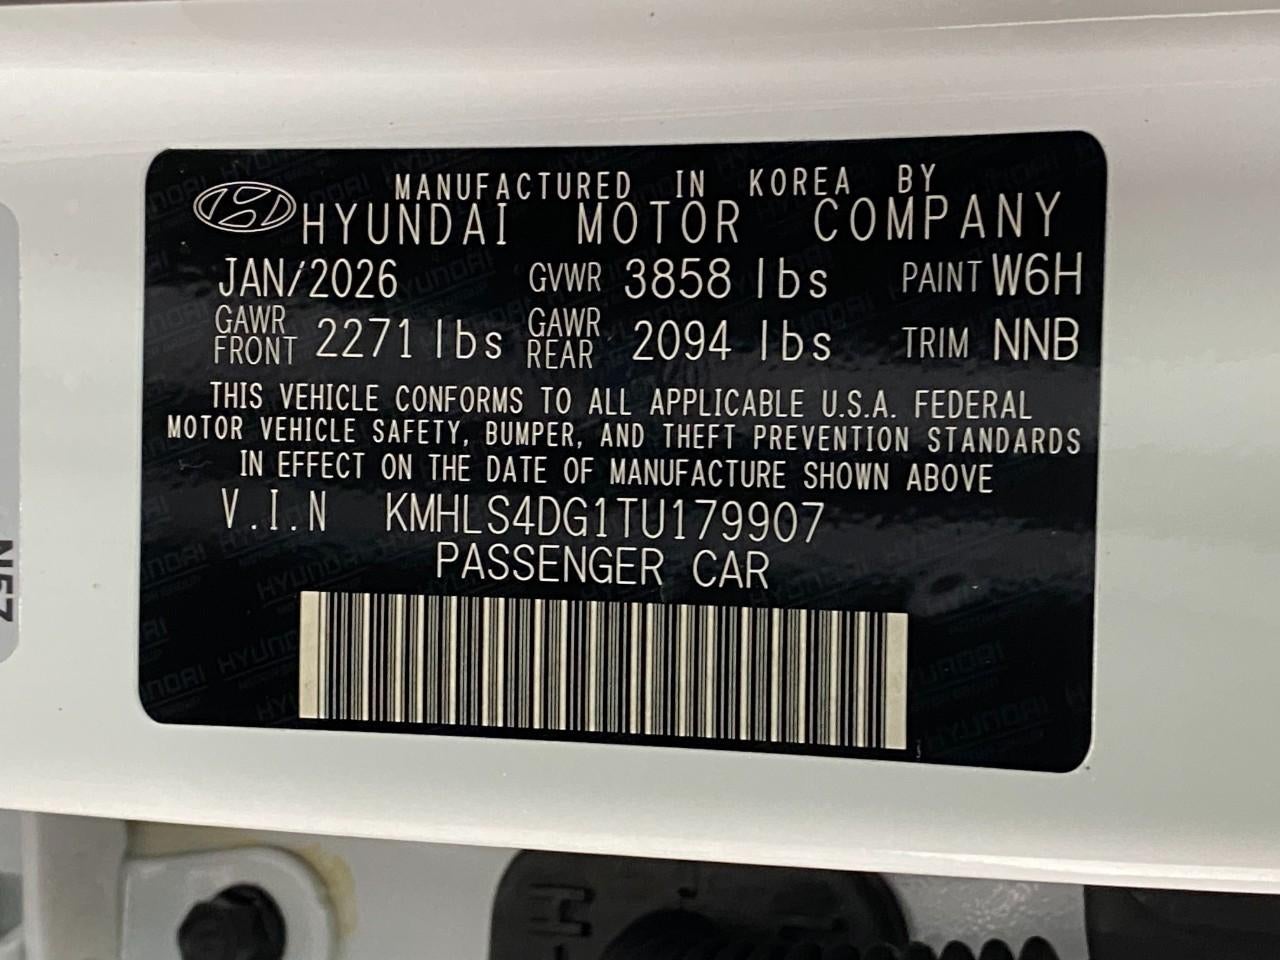 MANUFACTURED IN KOREA BY
HYUNDAI MOTOR COMPANY
JAN/2026 GVWR 3858 lbs PAINT W6H
GAWR FRONT 2271 lbs GAWR REAR 2094 lbs TRIM NNB
THIS VEHICLE CONFORMS TO ALL APPLICABLE U.S.A. FEDERAL
MOTOR VEHICLE SAFETY, BUMPER, AND THEFT PREVENTION STANDARDS
IN EFFECT ON THE DATE OF MANUFACTURE SHOWN ABOVE
V.I.N KMHLS4DG1TU179907
PASSENGER CAR